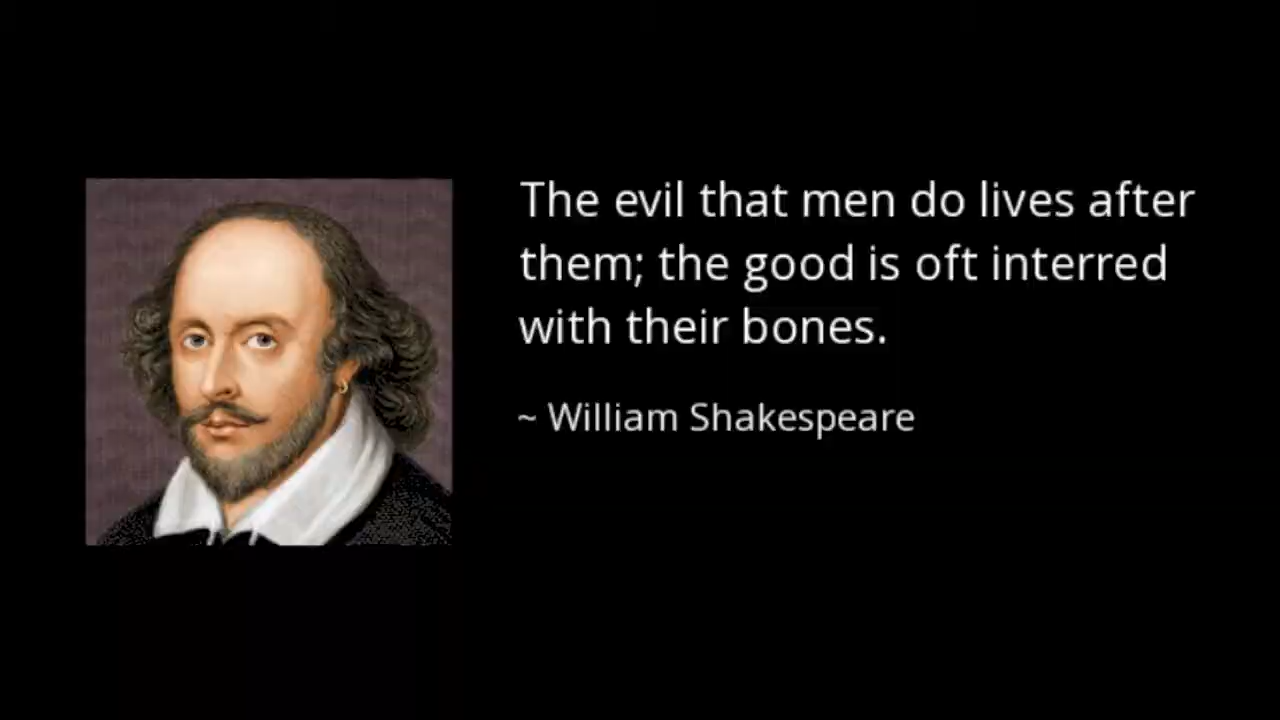 The evil that men do lives after
them; the good is oft interred
with their bones.
~ William Shakespeare